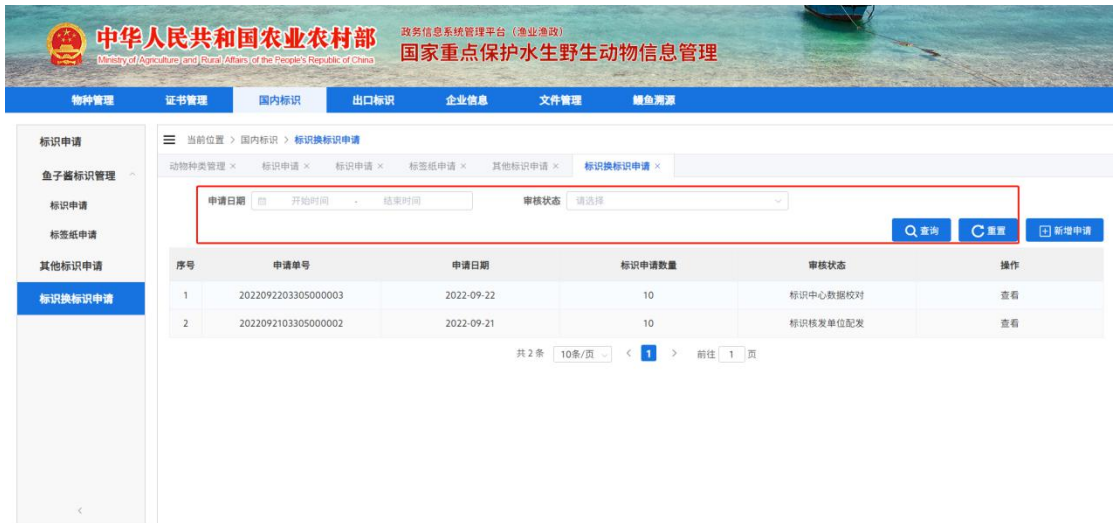 中华人民共和国农业农村部
Ministry of Agriculture and Rural Affairs of the People's Republic of China
政务信息系统管理平台（渔业渔政）
国家重点保护水生野生动物信息管理
物种管理 证书管理 国内标识 出口标识 企业信息 文件管理 鳗鱼溯源
标识申请
鱼子酱标识管理
标识申请
标签纸申请
其他标识申请
标识换标识申请
当前位置 > 国内标识 > 标识换标识申请
动物种类管理 × 标识申请 × 标识申请 × 标签纸申请 × 其他标识申请 × 标识换标识申请 ×
申请日期 开始时间 - 结束时间 审核状态 请选择
查询 重置 新增申请
序号 申请单号 申请日期 标识申请数量 审核状态 操作
1 2022092203305000003 2022-09-22 10 标识中心数据校对 查看
2 2022092103305000002 2022-09-21 10 标识核发单位配发 查看
共 2 条 10条/页 < 1 > 前往 1 页